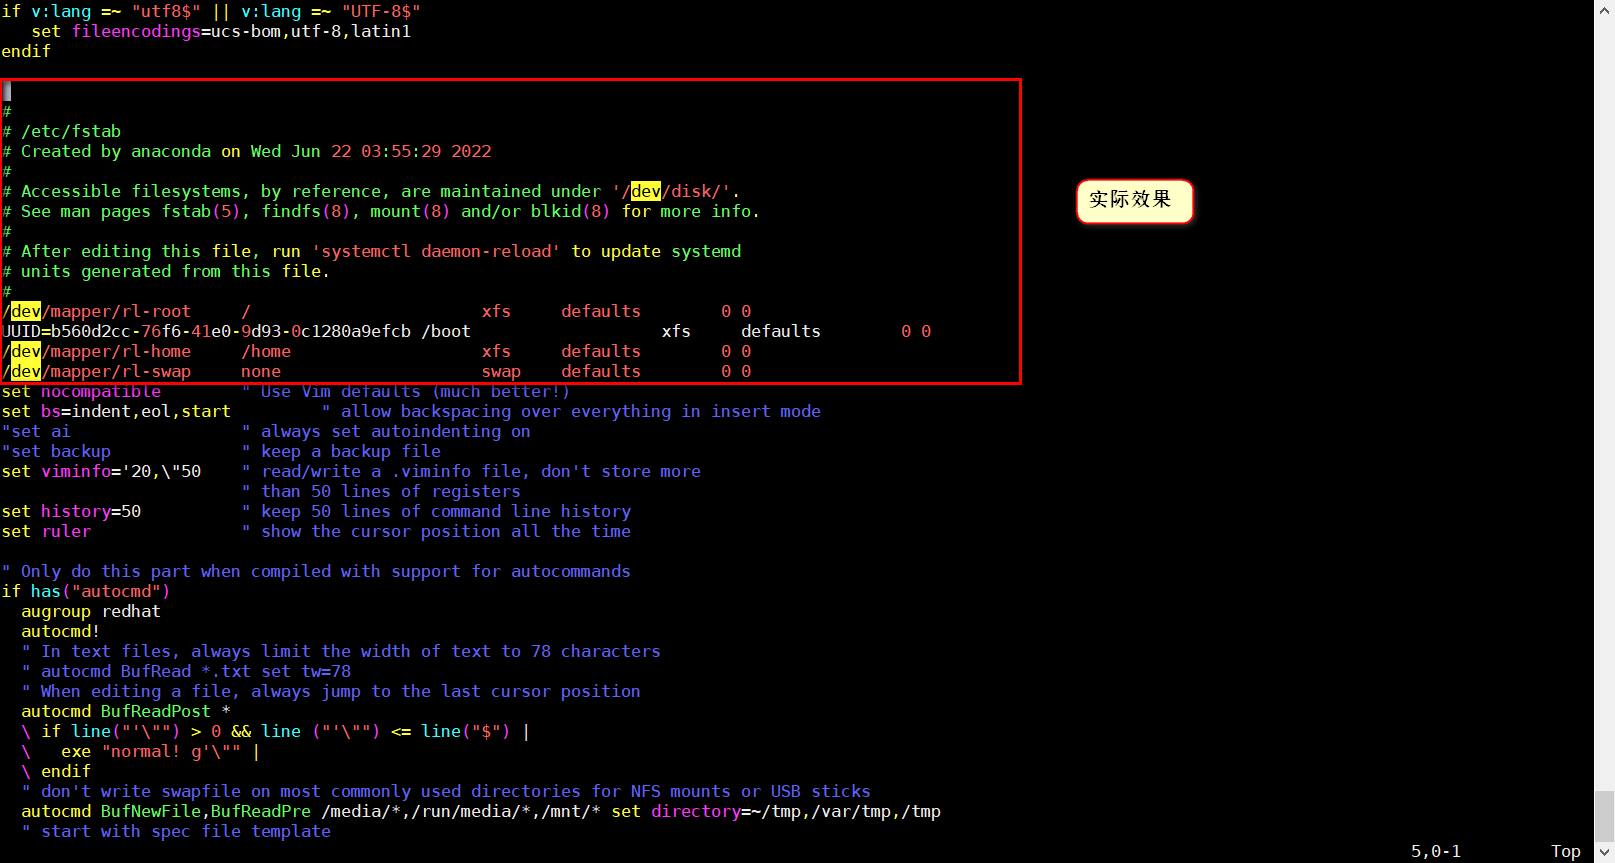 if v:lang =~ "utf8$" || v:lang =~ "UTF-8$"
   set fileencodings=ucs-bom,utf-8,latin1
endif
#
# /etc/fstab
# Created by anaconda on Wed Jun 22 03:55:29 2022
#
# Accessible filesystems, by reference, are maintained under '/dev/disk/'.
实际效果
# See man pages fstab(5), findfs(8), mount(8) and/or blkid(8) for more info.
#
# After editing this file, run 'systemctl daemon-reload' to update systemd
# units generated from this file.
#
/dev/mapper/rl-root     /                       xfs     defaults        0 0
UUID=b560d2cc-76f6-41e0-9d93-0c1280a9efcb /boot                   xfs     defaults        0 0
/dev/mapper/rl-home     /home                   xfs     defaults        0 0
/dev/mapper/rl-swap     none                    swap    defaults        0 0
set nocompatible        " Use Vim defaults (much better!)
set bs=indent,eol,start         " allow backspacing over everything in insert mode
"set ai                 " always set autoindenting on
"set backup             " keep a backup file
set viminfo='20,\"50    " read/write a .viminfo file, don't store more
                        " than 50 lines of registers
set history=50          " keep 50 lines of command line history
set ruler               " show the cursor position all the time
" Only do this part when compiled with support for autocommands
if has("autocmd")
  augroup redhat
  autocmd!
  " In text files, always limit the width of text to 78 characters
  " autocmd BufRead *.txt set tw=78
  " When editing a file, always jump to the last cursor position
  autocmd BufReadPost *
  \ if line("'\"") > 0 && line ("'\"") <= line("$") |
  \   exe "normal! g'\"" |
  \ endif
  " don't write swapfile on most commonly used directories for NFS mounts or USB sticks
  autocmd BufNewFile,BufReadPre /media/*,/run/media/*,/mnt/* set directory=~/tmp,/var/tmp,/tmp
  " start with spec file template
5,0-1         Top